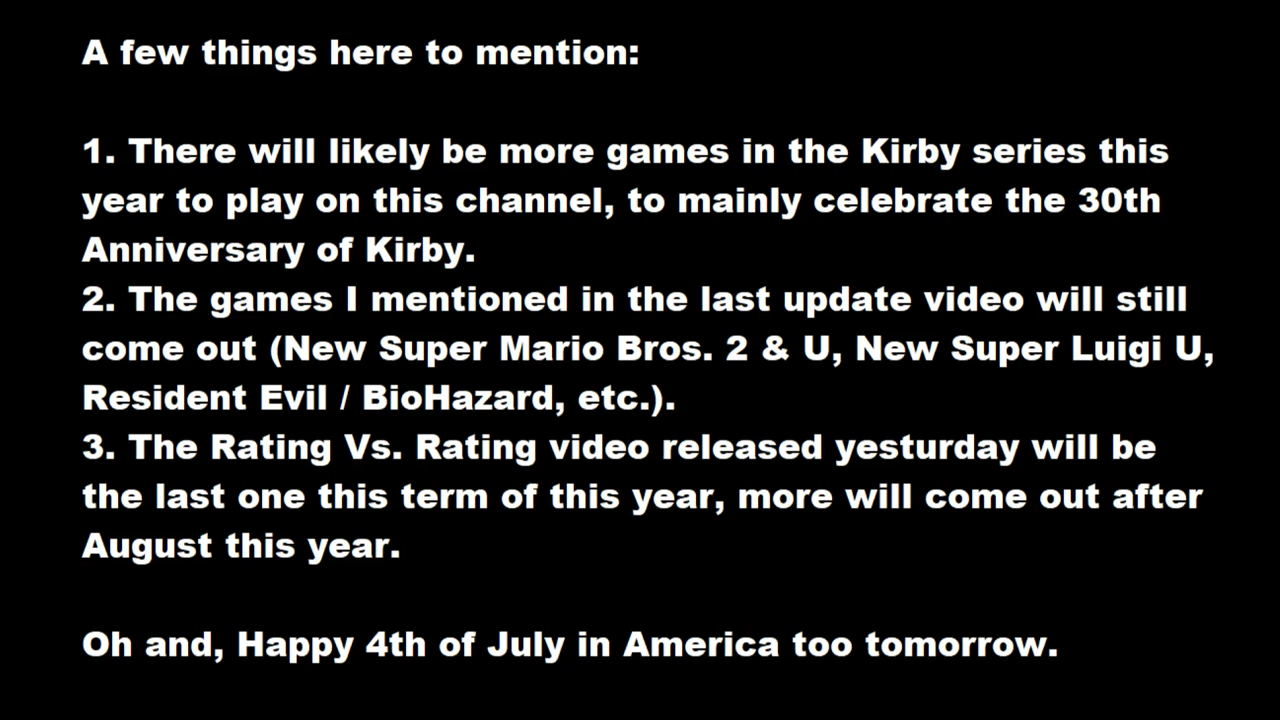 A few things here to mention:
1. There will likely be more games in the Kirby series this
year to play on this channel, to mainly celebrate the 30th
Anniversary of Kirby.
2. The games I mentioned in the last update video will still
come out (New Super Mario Bros. 2 & U, New Super Luigi U,
Resident Evil / BioHazard, etc.).
3. The Rating Vs. Rating video released yesturday will be
the last one this term of this year, more will come out after
August this year.
Oh and, Happy 4th of July in America too tomorrow.